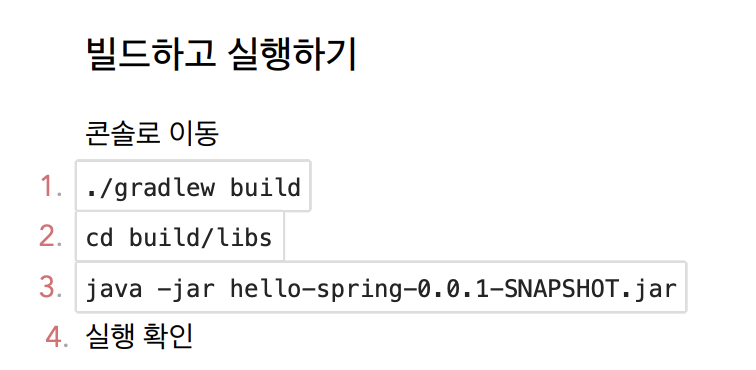 빌드하고 실행하기
콘솔로 이동
1. ./gradlew build
2. cd build/libs
3. java -jar hello-spring-0.0.1-SNAPSHOT.jar
4. 실행 확인